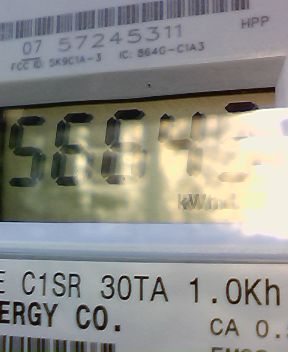 HPP
07 57245311
FCC ID: SK9C1A-3 IC: 864G-C1A3
56643
kWh
E C1SR 30TA 1.0Kh
ERGY CO.
CA 0.